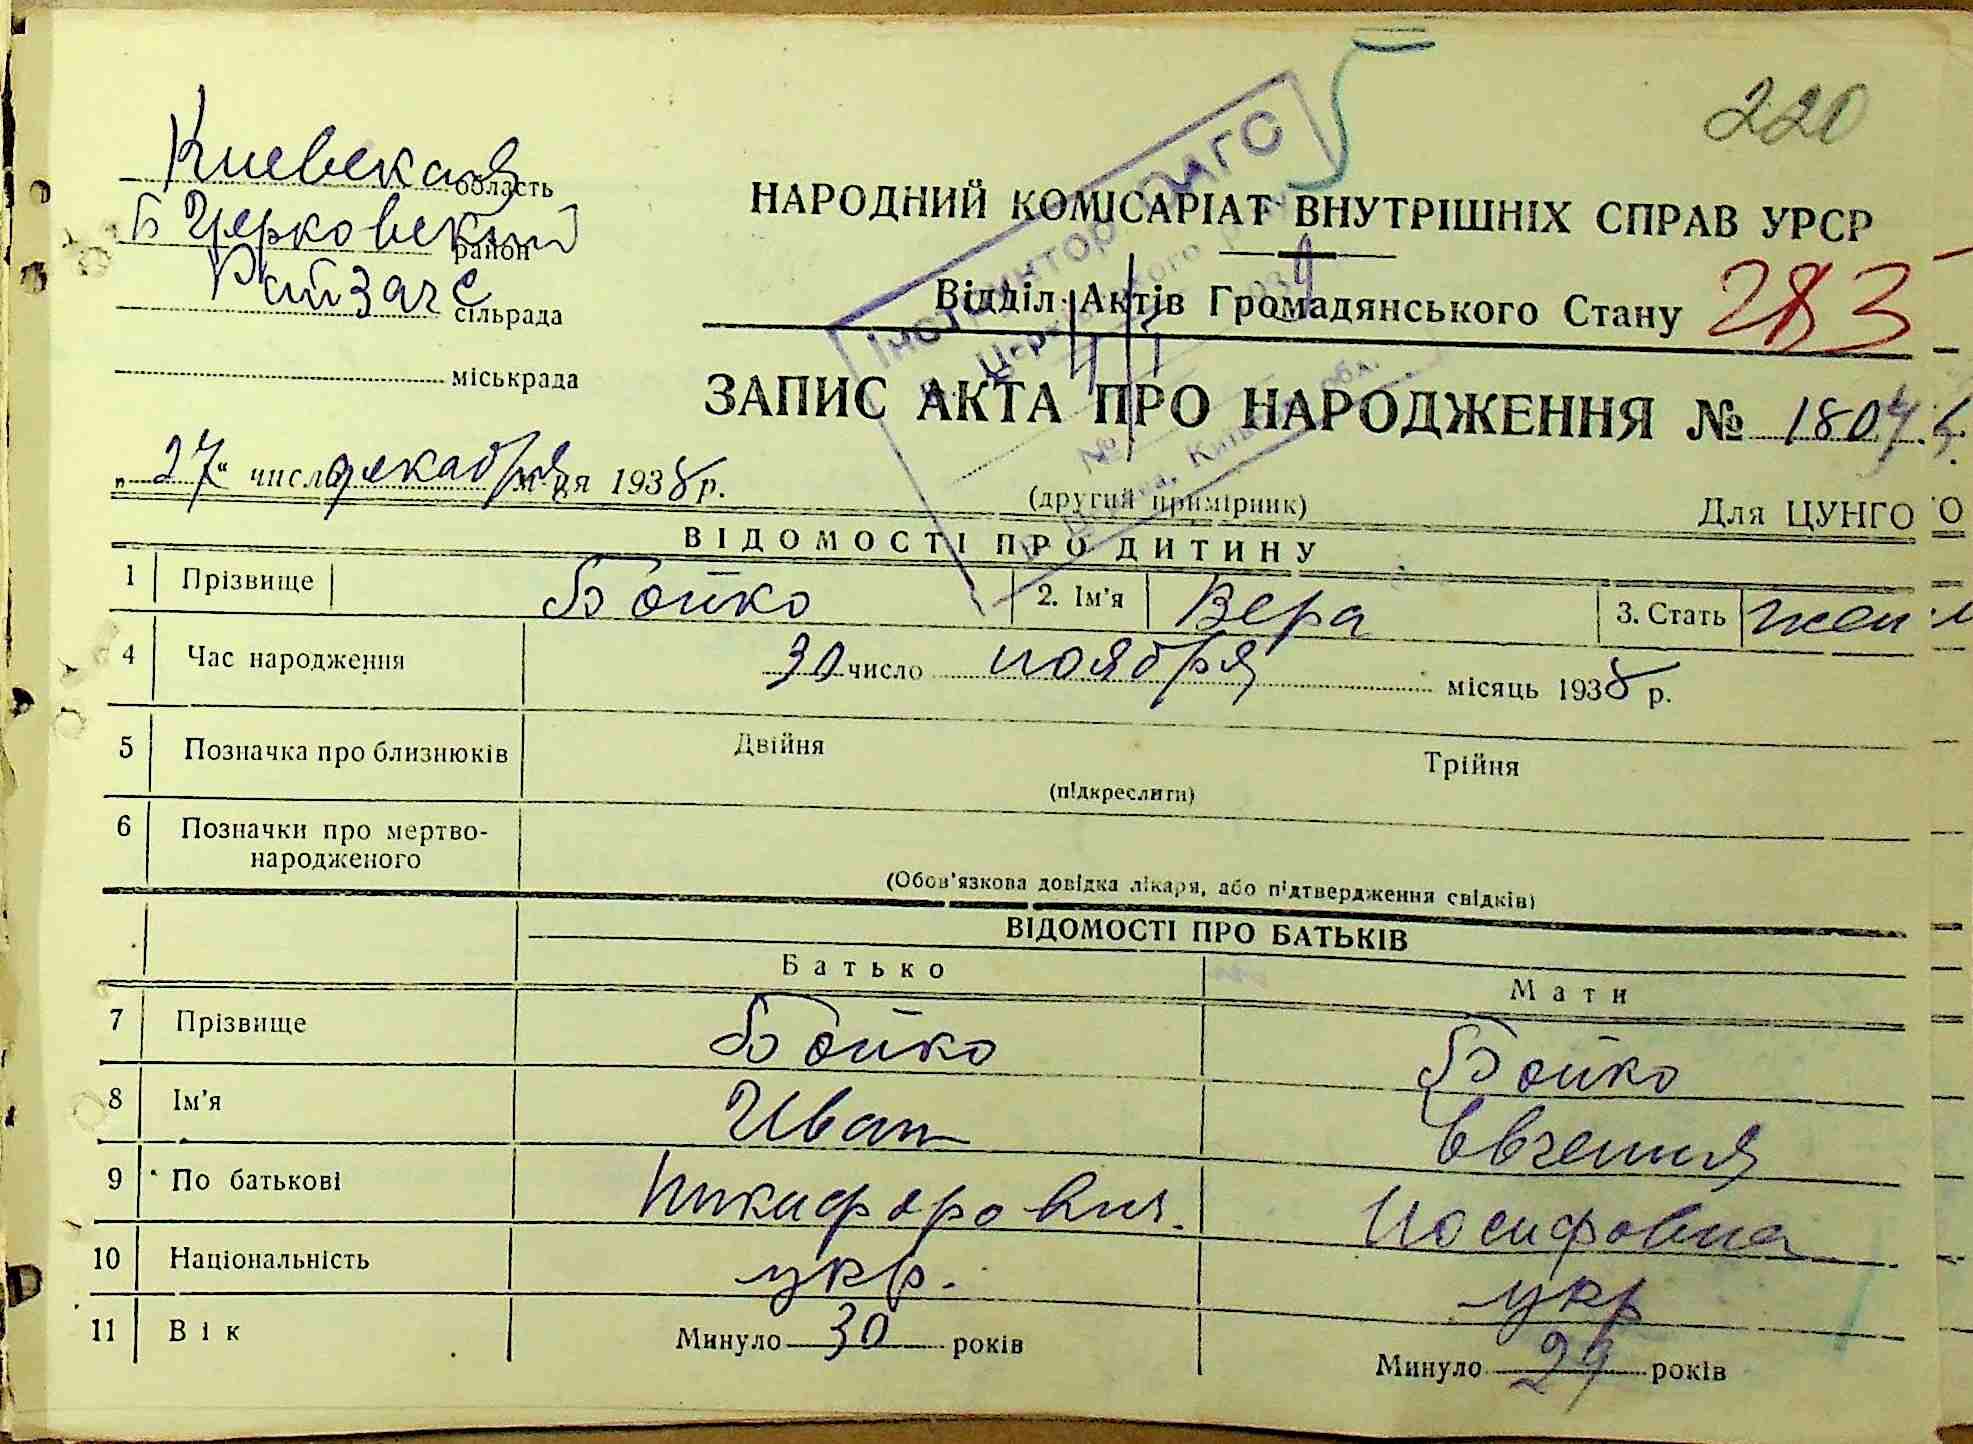 220
Киевская область
Б Церковский район
Райзагс сільрада
міськрада
НАРОДНИЙ КОМІСАРІАТ ВНУТРІШНІХ СПРАВ УРСР
Відділ Актів Громадянського Стану 283
ЗАПИС АКТА ПРО НАРОДЖЕННЯ № 1804
„27“ число декабря м-ця 1938 р.
(другий примірник)
Для ЦУНГО
ВІДОМОСТІ ПРО ДИТИНУ
1 Прізвище Бойко 2. Ім'я Вера 3. Стать жен
4 Час народження 30 число ноября місяць 1938 р.
5 Позначка про близнюків Двійня Трійня
(підкреслити)
6 Позначки про мертво-
народженого
(Обов'язкова довідка лікаря, або підтвердження свідків)
ВІДОМОСТІ ПРО БАТЬКІВ
Батько Мати
7 Прізвище Бойко Бойко
8 Ім'я Иван Евгения
9 По батькові Никифорович. Иосифовна
10 Національність укр. укр
11 Вік Минуло 30 років Минуло 29 років